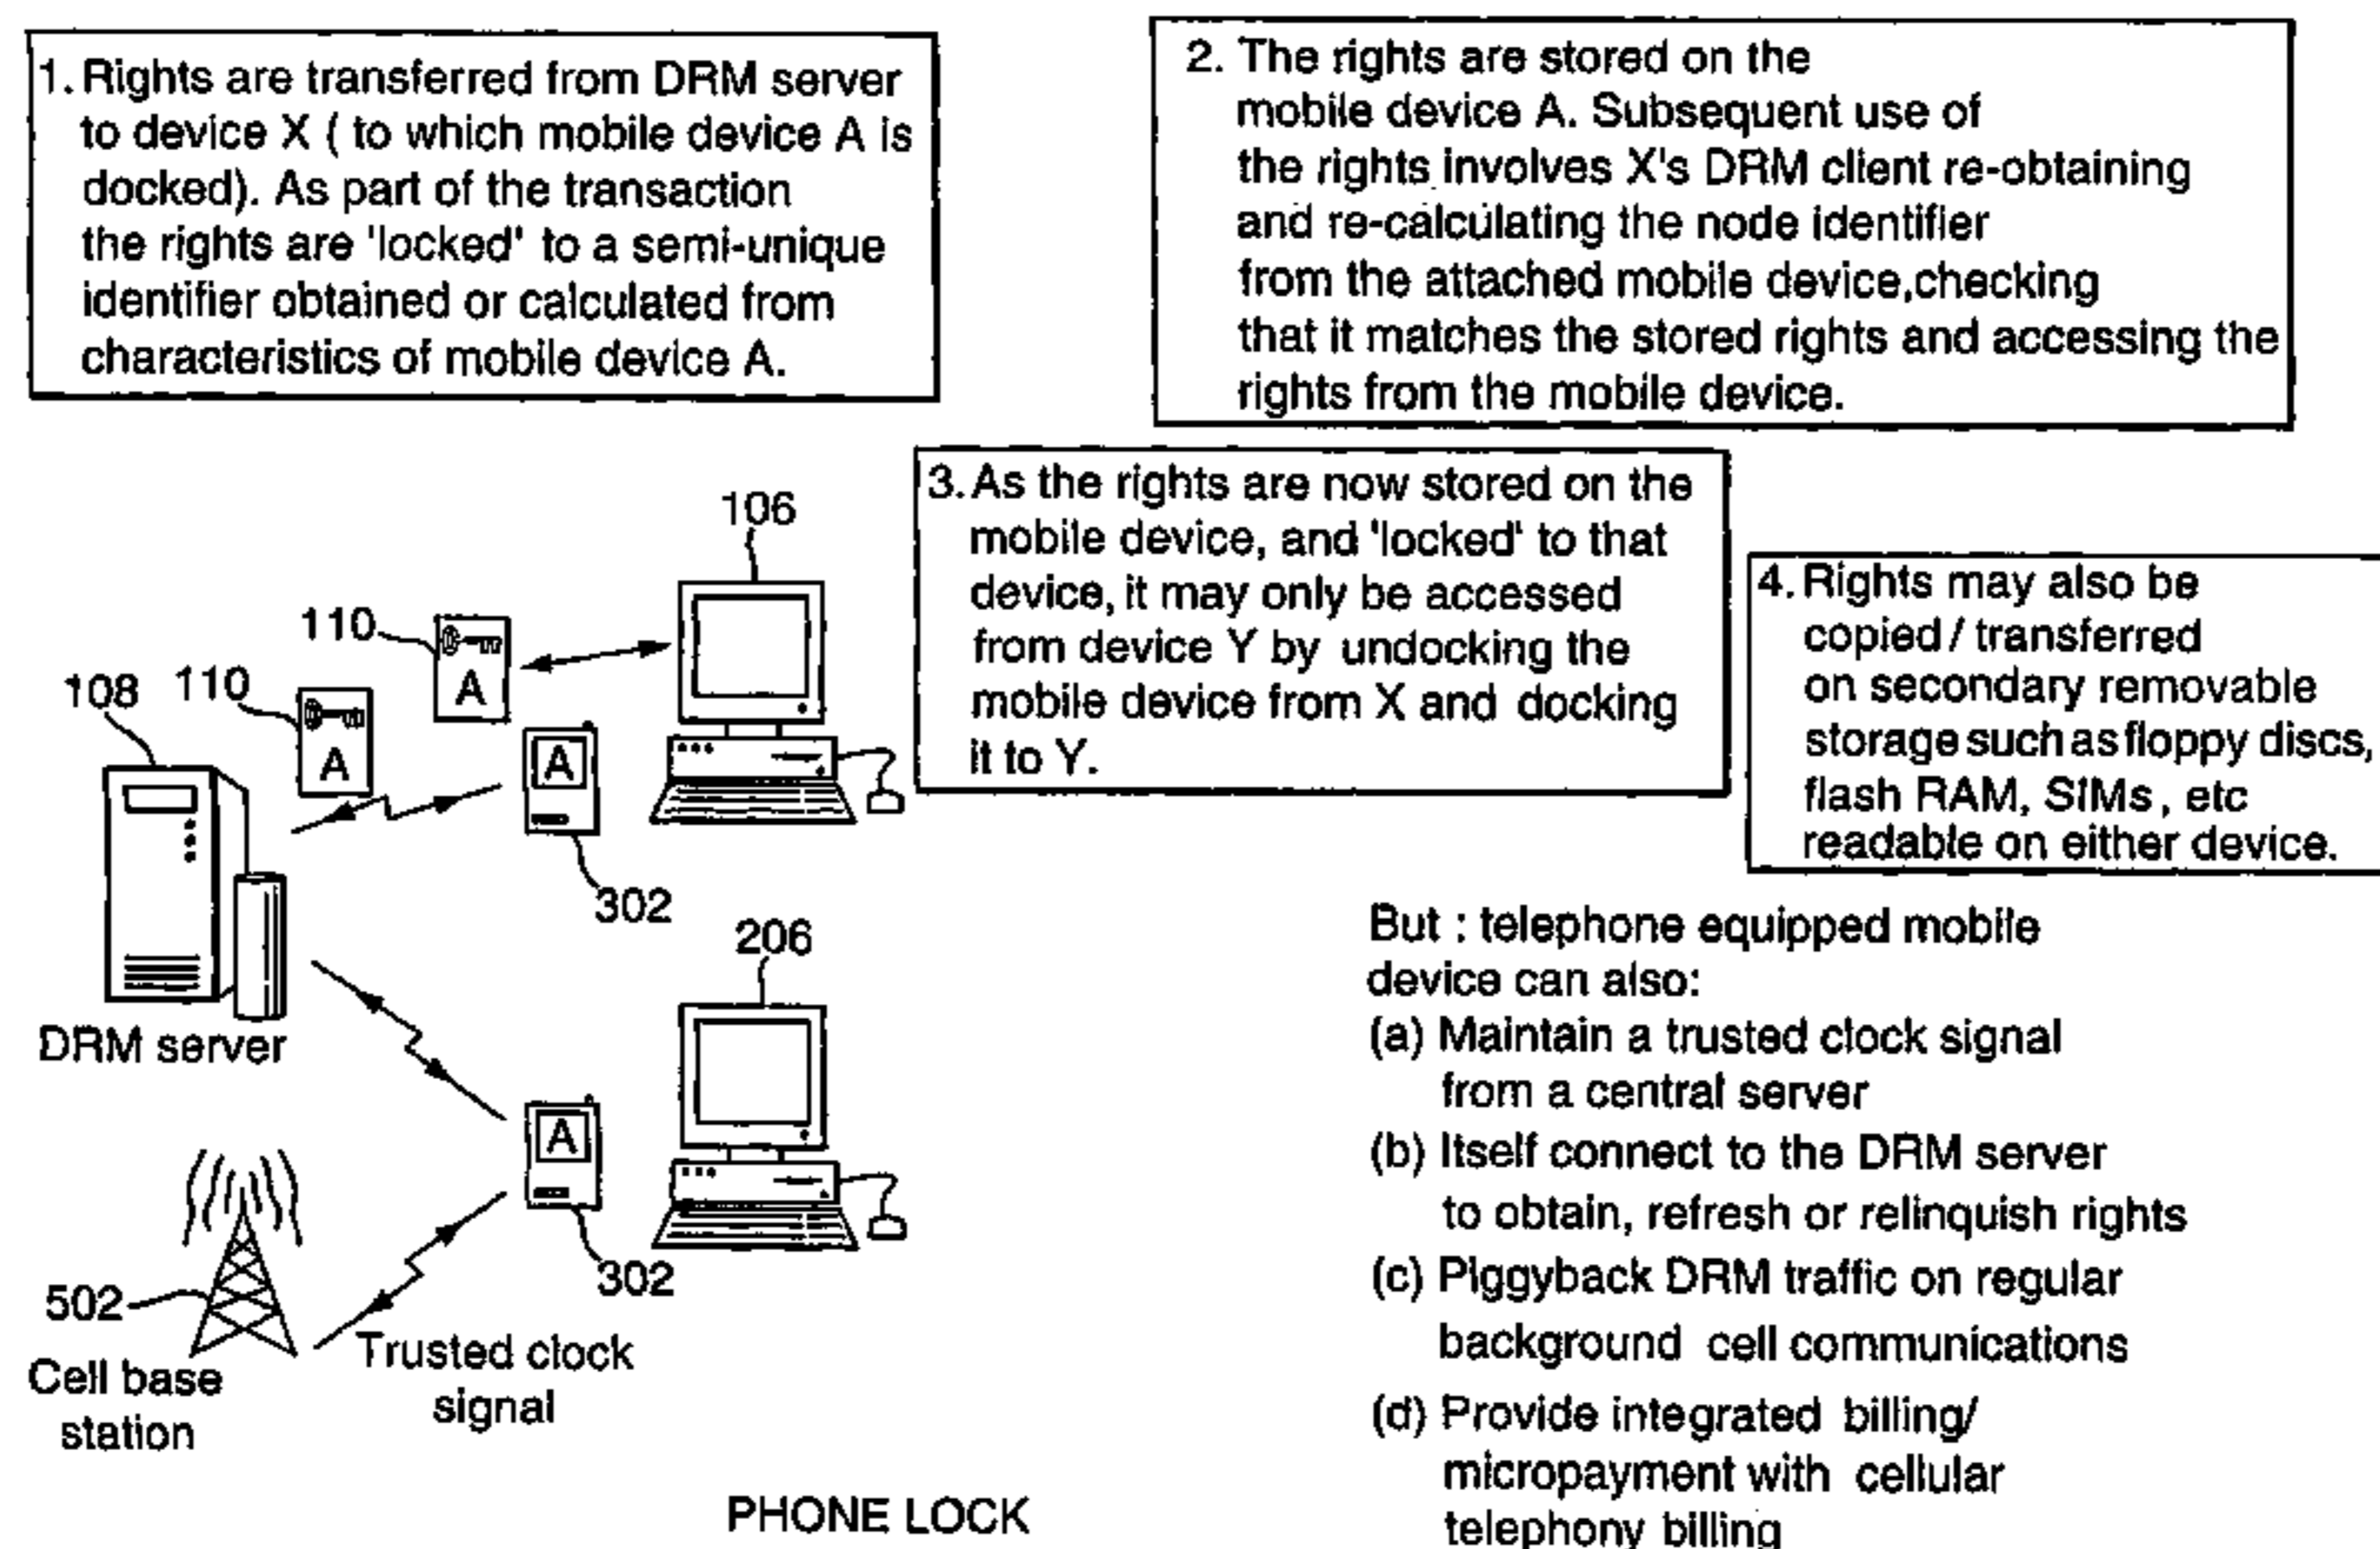 1. Rights are transferred from DRM server
to device X ( to which mobile device A is
docked). As part of the transaction
the rights are 'locked' to a semi-unique
identifier obtained or calculated from
characteristics of mobile device A.
2. The rights are stored on the
mobile device A. Subsequent use of
the rights involves X's DRM client re-obtaining
and re-calculating the node identifier
from the attached mobile device,checking
that it matches the stored rights and accessing the
rights from the mobile device.
3. As the rights are now stored on the
mobile device, and 'locked' to that
device, it may only be accessed
from device Y by undocking the
mobile device from X and docking
it to Y.
4. Rights may also be
copied / transferred
on secondary removable
storage such as floppy discs,
flash RAM, SIMs, etc
readable on either device.
106
110
A
108
110
A
A
302
DRM server
206
A
302
502
Cell base
station
Trusted clock
signal
But : telephone equipped mobile
device can also:
(a) Maintain a trusted clock signal
from a central server
(b) Itself connect to the DRM server
to obtain, refresh or relinquish rights
(c) Piggyback DRM traffic on regular
background cell communications
(d) Provide integrated billing/
micropayment with cellular
telephony billing
PHONE LOCK